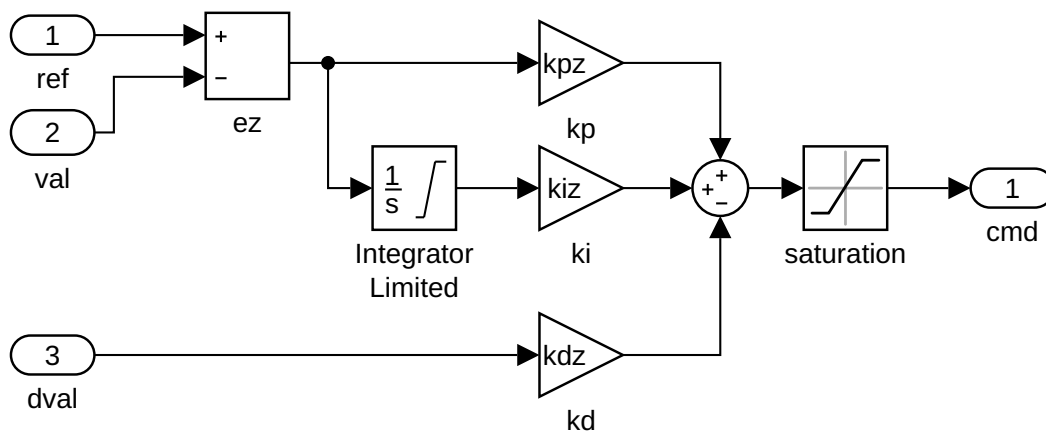 1
ref
2
val
+
−
ez
kpz
kp
1
s
Integrator
Limited
kiz
ki
+
+
−
saturation
1
cmd
3
dval
kdz
kd